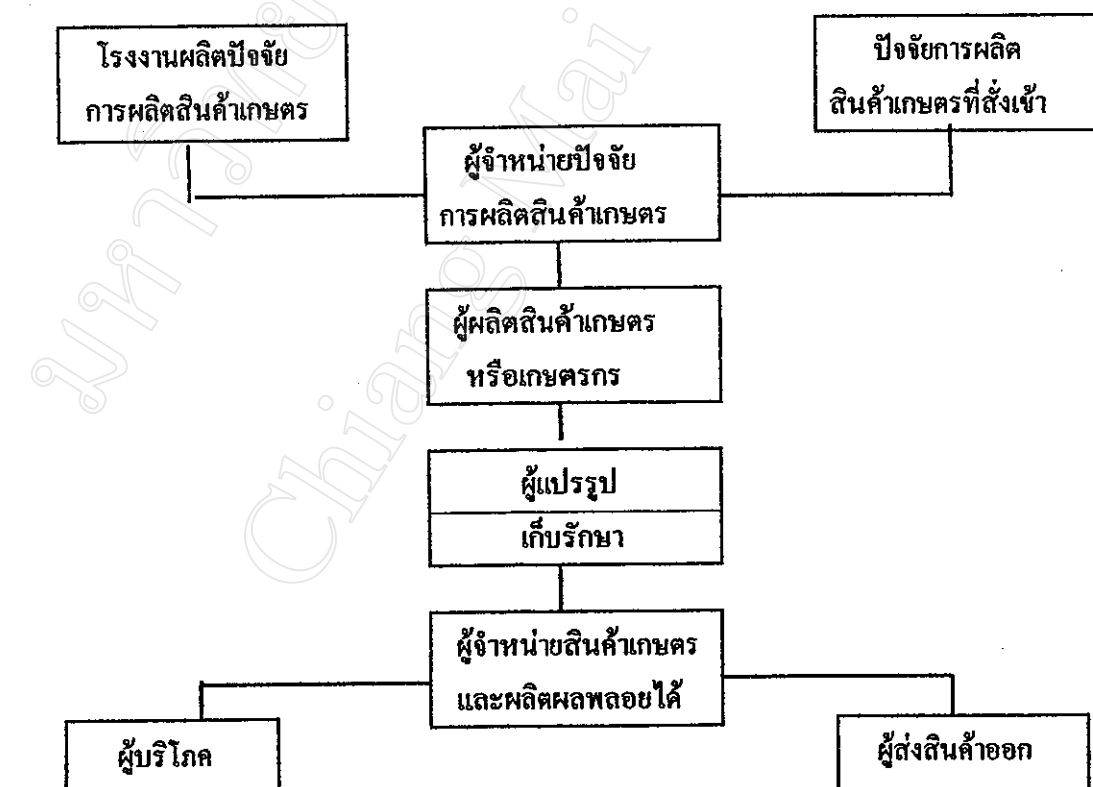 โรงงานผลิตปัจจัย
การผลิตสินค้าเกษตร
ปัจจัยการผลิต
สินค้าเกษตรที่สั่งเข้า
ผู้จำหน่ายปัจจัย
การผลิตสินค้าเกษตร
ผู้ผลิตสินค้าเกษตร
หรือเกษตรกร
ผู้แปรรูป
เก็บรักษา
ผู้จำหน่ายสินค้าเกษตร
และผลิตผลพลอยได้
ผู้บริโภค
ผู้ส่งสินค้าออก
Chiang Mai